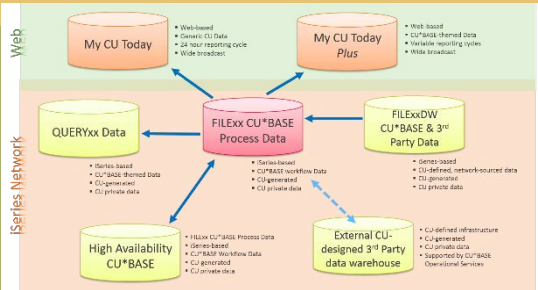 Web
My CU Today
• Web-based
• Generic CU Data
• 24 hour reporting cycle
• Wide broadcast
My CU Today
Plus
• Web-based
• CU*BASE-themed Data
• Variable reporting cycles
• Wide broadcast
iSeries Network
QUERYxx Data
• iSeries-based
• CU*BASE-themed Data
• CU-generated
• CU private data
FILExx CU*BASE
Process Data
• iSeries-based
• CU*BASE workflow Data
• CU-generated
• CU private data
FILExxDW
CU*BASE & 3rd
Party Data
• iSeries-based
• CU-defined, network-sourced data
• CU-generated
• CU private data
High Availability
CU*BASE
• FILExx CU*BASE Process Data
• iSeries-based
• CU*BASE Workflow Data
• CU-generated
• CU private data
External CU-
designed 3rd Party
data warehouse
• CU-defined infrastructure
• CU-generated
• CU private data
• Supported by CU*BASE
Operational Services